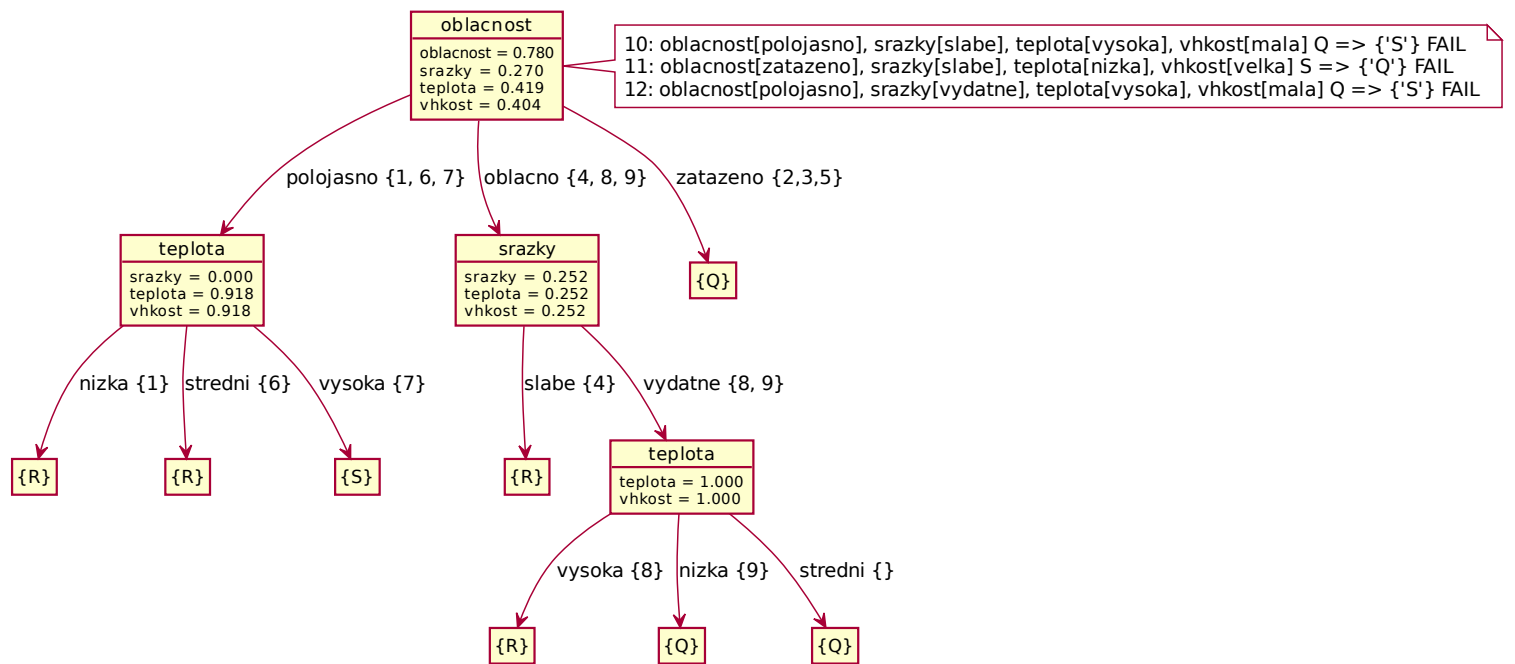 oblacnost
oblacnost = 0.780
srazky = 0.270
teplota = 0.419
vhkost = 0.404
10: oblacnost[polojasno], srazky[slabe], teplota[vysoka], vhkost[mala] Q => {'S'} FAIL
11: oblacnost[zatazeno], srazky[slabe], teplota[nizka], vhkost[velka] S => {'Q'} FAIL
12: oblacnost[polojasno], srazky[vydatne], teplota[vysoka], vhkost[mala] Q => {'S'} FAIL
polojasno {1, 6, 7}
oblacno {4, 8, 9}
zatazeno {2,3,5}
teplota
srazky = 0.000
teplota = 0.918
vhkost = 0.918
srazky
srazky = 0.252
teplota = 0.252
vhkost = 0.252
{Q}
nizka {1}
stredni {6}
vysoka {7}
slabe {4}
vydatne {8, 9}
{R}
{R}
{S}
{R}
teplota
teplota = 1.000
vhkost = 1.000
vysoka {8}
nizka {9}
stredni {}
{R}
{Q}
{Q}